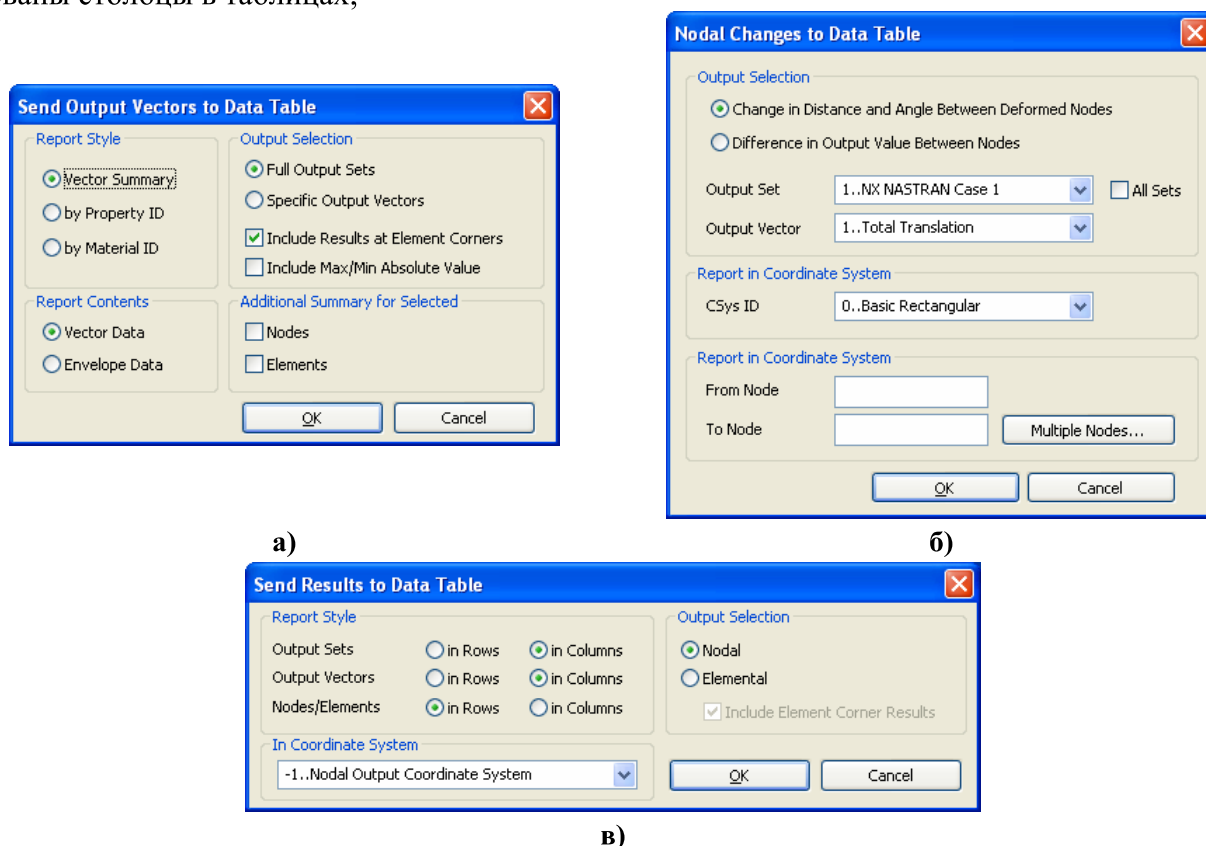 столбцы в таблицах;
Send Output Vectors to Data Table
Report Style
Vector Summary
by Property ID
by Material ID
Output Selection
Full Output Sets
Specific Output Vectors
Include Results at Element Corners
Include Max/Min Absolute Value
Report Contents
Vector Data
Envelope Data
Additional Summary for Selected
Nodes
Elements
OK
Cancel
а)
Nodal Changes to Data Table
Output Selection
Change in Distance and Angle Between Deformed Nodes
Difference in Output Value Between Nodes
Output Set
1..NX NASTRAN Case 1
All Sets
Output Vector
1..Total Translation
Report in Coordinate System
CSys ID
0..Basic Rectangular
Report in Coordinate System
From Node
To Node
Multiple Nodes...
OK
Cancel
б)
Send Results to Data Table
Report Style
Output Sets in Rows in Columns
Output Vectors in Rows in Columns
Nodes/Elements in Rows in Columns
Output Selection
Nodal
Elemental
Include Element Corner Results
In Coordinate System
-1..Nodal Output Coordinate System
OK
Cancel
в)